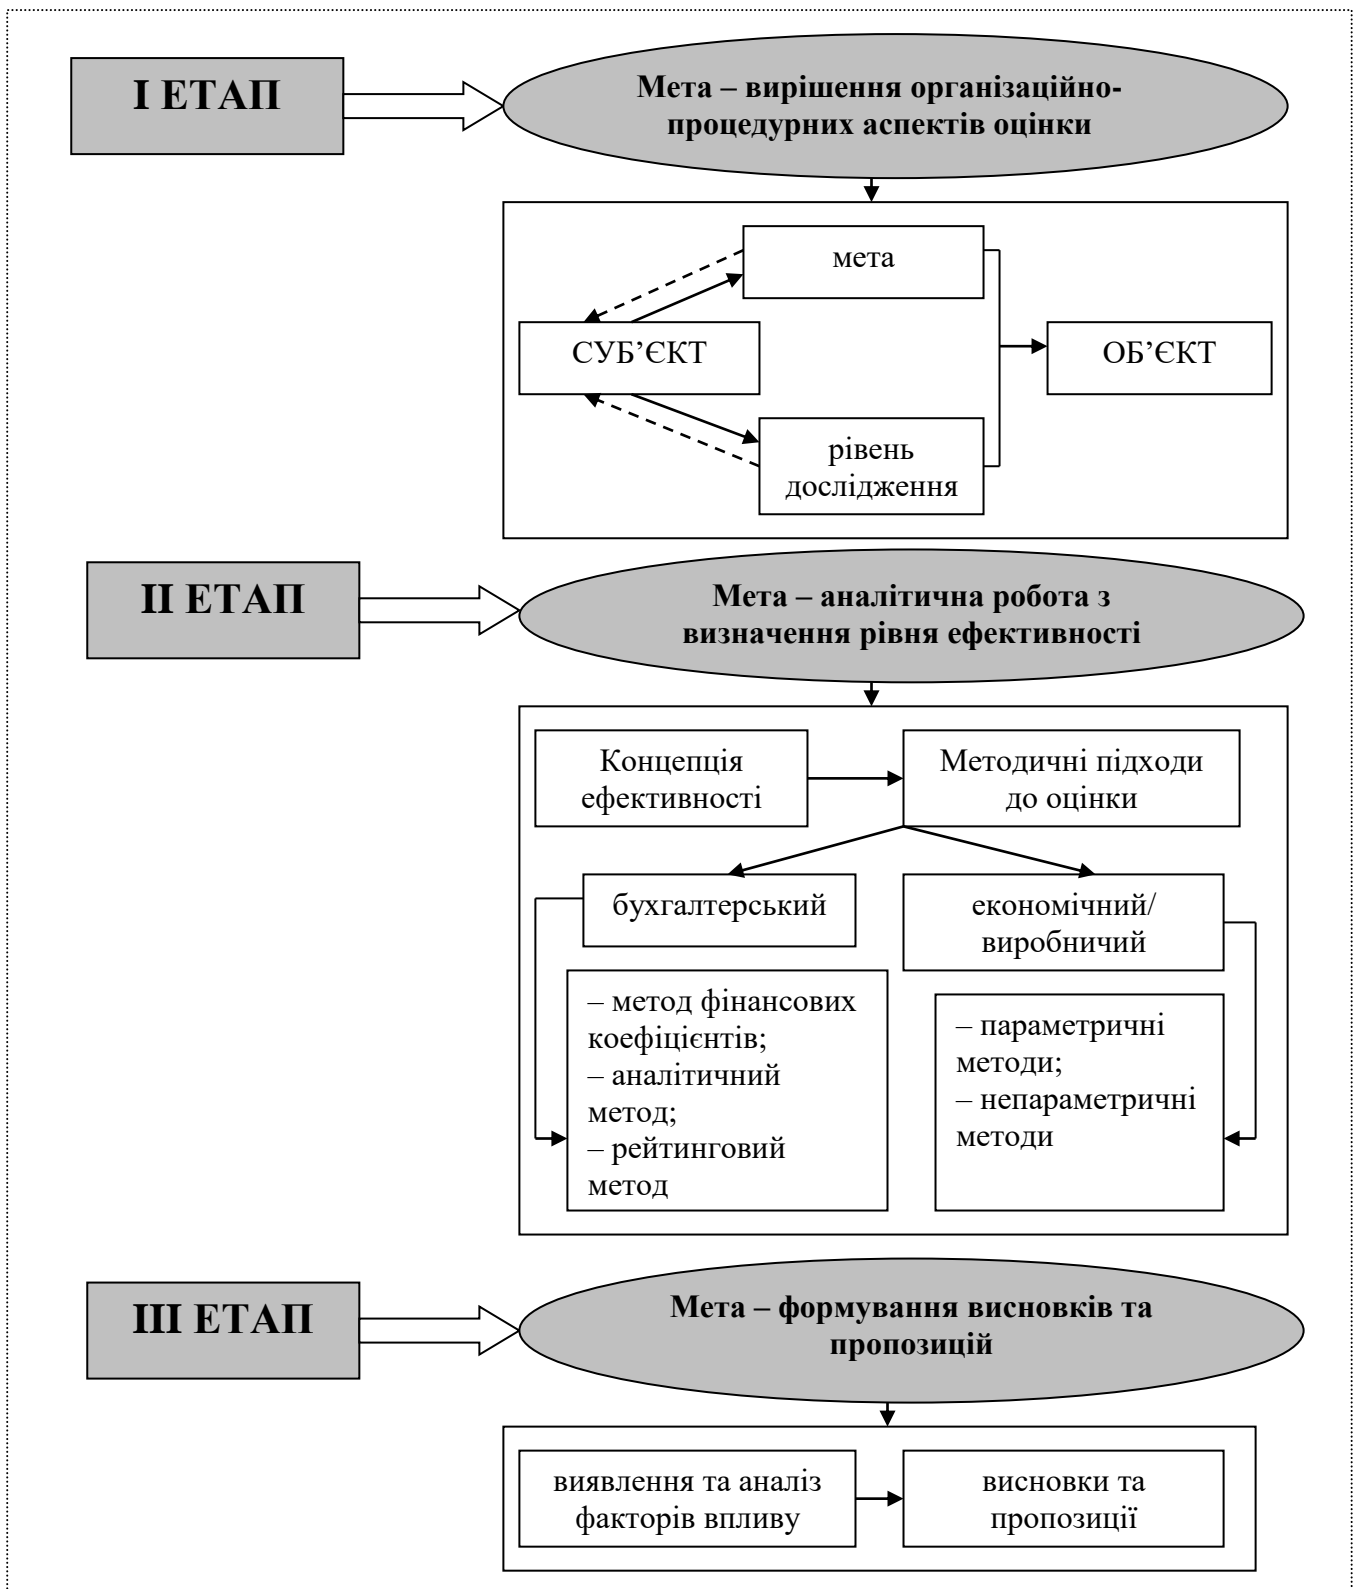 І ЕТАП
Мета – вирішення організаційно-
процедурних аспектів оцінки
мета
СУБ’ЄКТ
ОБ’ЄКТ
рівень
дослідження
ІІ ЕТАП
Мета – аналітична робота з
визначення рівня ефективності
Концепція
ефективності
Методичні підходи
до оцінки
бухгалтерський
економічний/
виробничий
– метод фінансових
коефіцієнтів;
– аналітичний
метод;
– рейтинговий
метод
– параметричні
методи;
– непараметричні
методи
ІІІ ЕТАП
Мета – формування висновків та
пропозицій
виявлення та аналіз
факторів впливу
висновки та
пропозиції